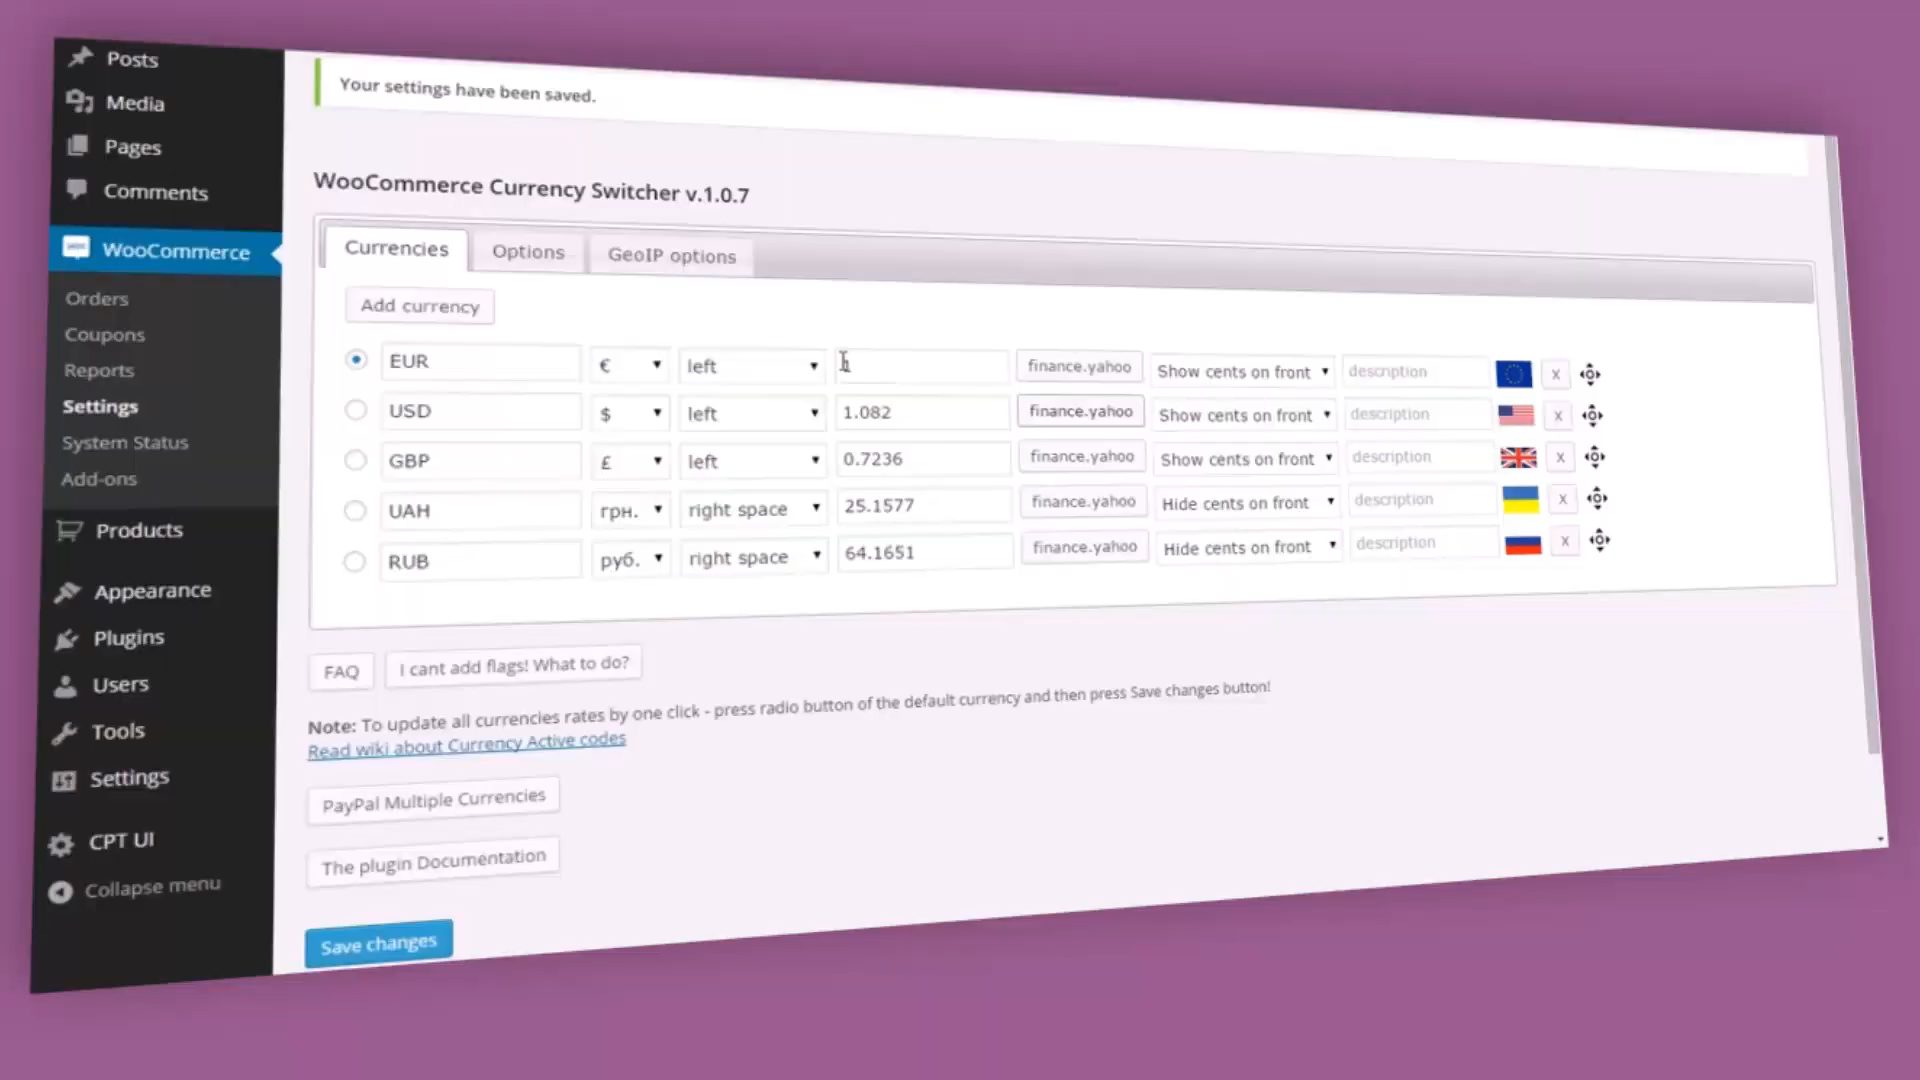 Posts
Media
Pages
Comments
WooCommerce
Orders
Coupons
Reports
Settings
System Status
Add-ons
Products
Appearance
Plugins
Users
Tools
Settings
CPT UI
Collapse menu
Your settings have been saved.
WooCommerce Currency Switcher v.1.0.7
Currencies Options GeoIP options
Add currency
EUR € left 1 finance.yahoo Show cents on front description X
USD $ left 1.082 finance.yahoo Show cents on front description X
GBP £ left 0.7236 finance.yahoo Show cents on front description X
UAH грн. right space 25.1577 finance.yahoo Hide cents on front description X
RUB руб. right space 64.1651 finance.yahoo Hide cents on front description X
FAQ I cant add flags! What to do?
Note: To update all currencies rates by one click - press radio button of the default currency and then press Save changes button!
Read wiki about Currency Active codes
PayPal Multiple Currencies
The plugin Documentation
Save changes